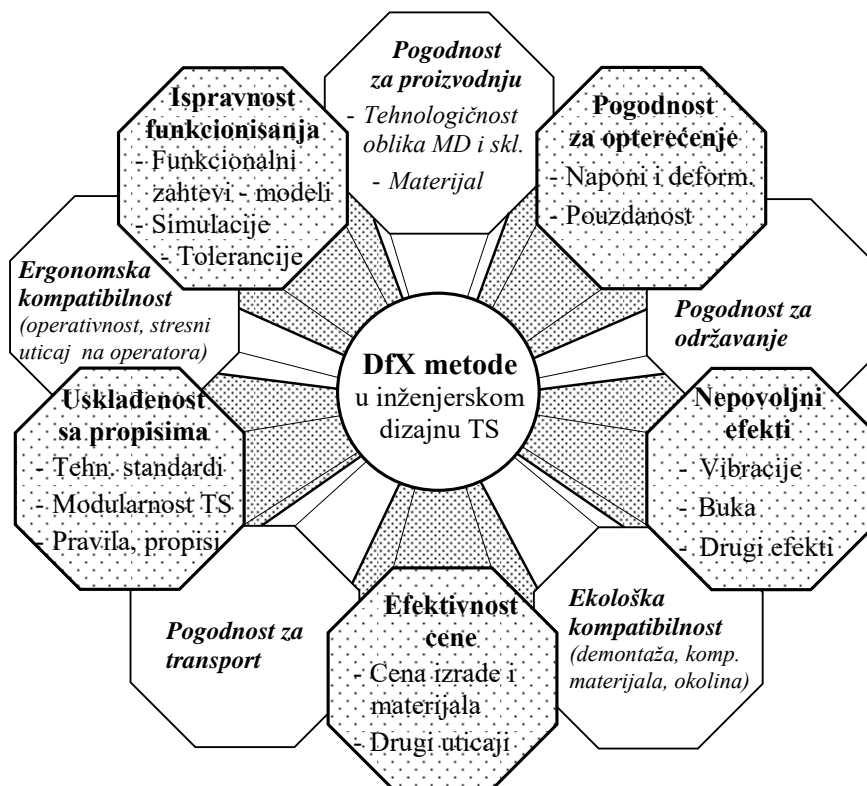 Pogodnost
za proizvodnju
- Tehnologičnost
oblika MD i skl.
- Materijal
Ispravnost
funkcionisanja
- Funkcionalni
zahtevi - modeli
- Simulacije
- Tolerancije
Pogodnost
za opterećenje
- Naponi i deform.
- Pouzdanost
Ergonomska
kompatibilnost
(operativnost, stresni
uticaj na operatora)
DfX metode
u inženjerskom
dizajnu TS
Pogodnost za
održavanje
Usklađenost
sa propisima
- Tehn. standardi
- Modularnost TS
- Pravila, propisi
Nepovoljni
efekti
- Vibracije
- Buka
- Drugi efekti
Pogodnost za
transport
Efektivnost
cene
- Cena izrade i
materijala
- Drugi uticaji
Ekološka
kompatibilnost
(demontaža, komp.
materijala, okolina)